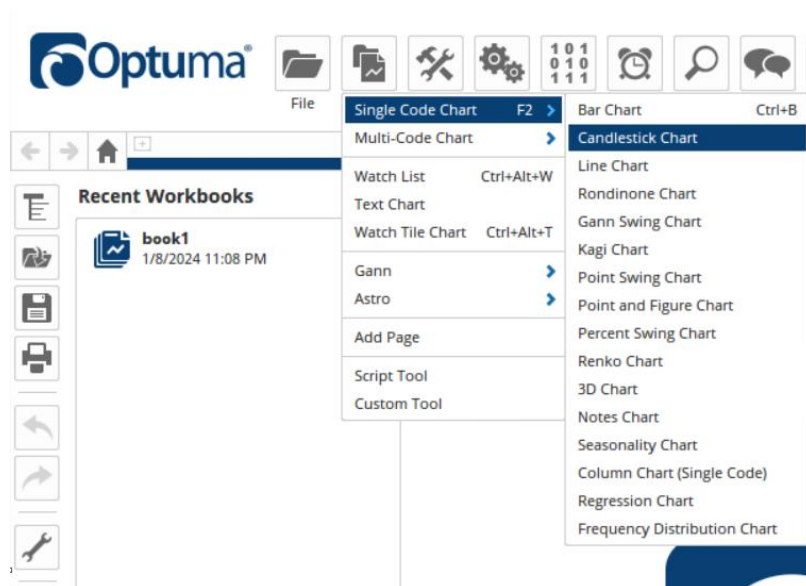 Optuma®
1 0 1
0 1 0
1 1 1
File
Single Code Chart F2
Multi-Code Chart
Watch List Ctrl+Alt+W
Text Chart
Watch Tile Chart Ctrl+Alt+T
Gann
Astro
Add Page
Script Tool
Custom Tool
Bar Chart Ctrl+B
Candlestick Chart
Line Chart
Rondinone Chart
Gann Swing Chart
Kagi Chart
Point Swing Chart
Point and Figure Chart
Percent Swing Chart
Renko Chart
3D Chart
Notes Chart
Seasonality Chart
Column Chart (Single Code)
Regression Chart
Frequency Distribution Chart
Recent Workbooks
book1
1/8/2024 11:08 PM